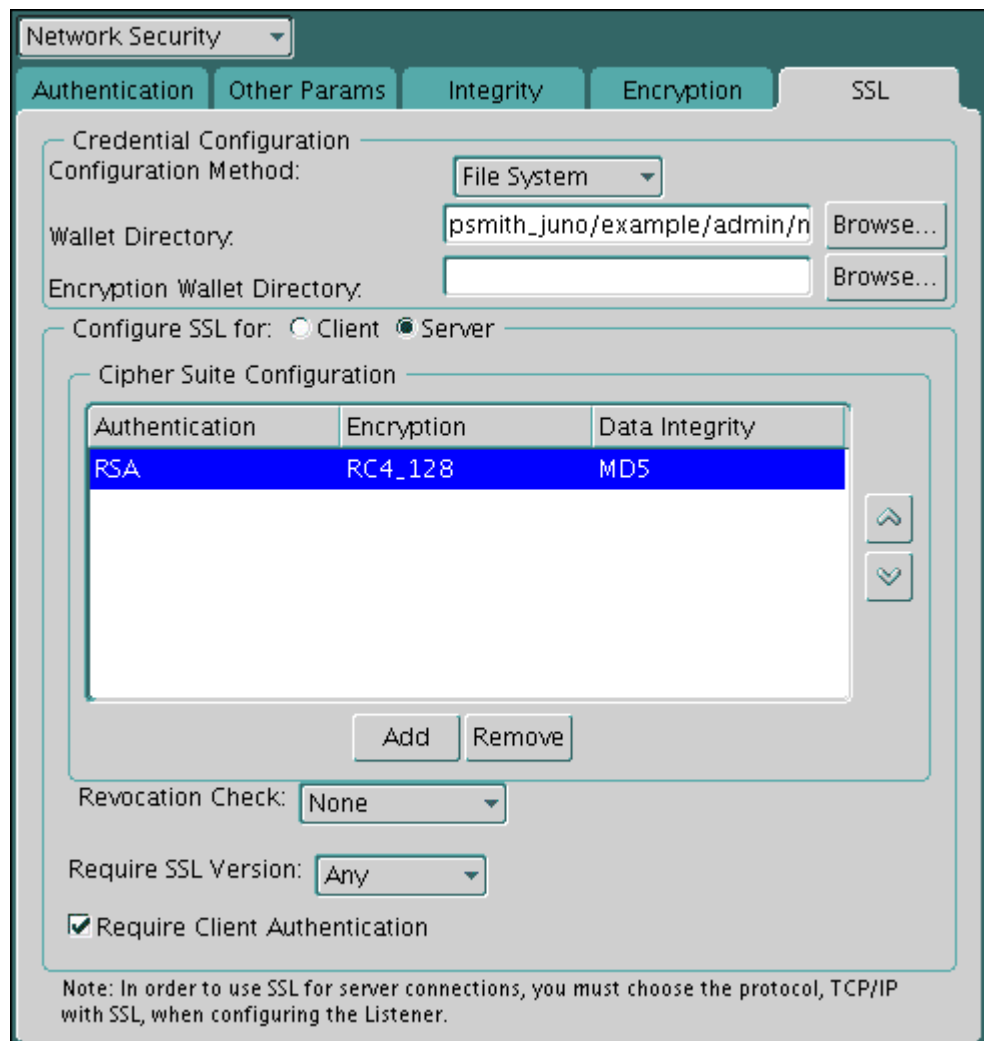 Network Security
Authentication Other Params Integrity Encryption SSL
Credential Configuration
Configuration Method: File System
Wallet Directory: psmith_juno/example/admin/n Browse...
Encryption Wallet Directory: Browse...
Configure SSL for: Client Server
Cipher Suite Configuration
Authentication Encryption Data Integrity
RSA RC4_128 MD5
Add Remove
Revocation Check: None
Require SSL Version: Any
Require Client Authentication
Note: In order to use SSL for server connections, you must choose the protocol, TCP/IP
with SSL, when configuring the Listener.